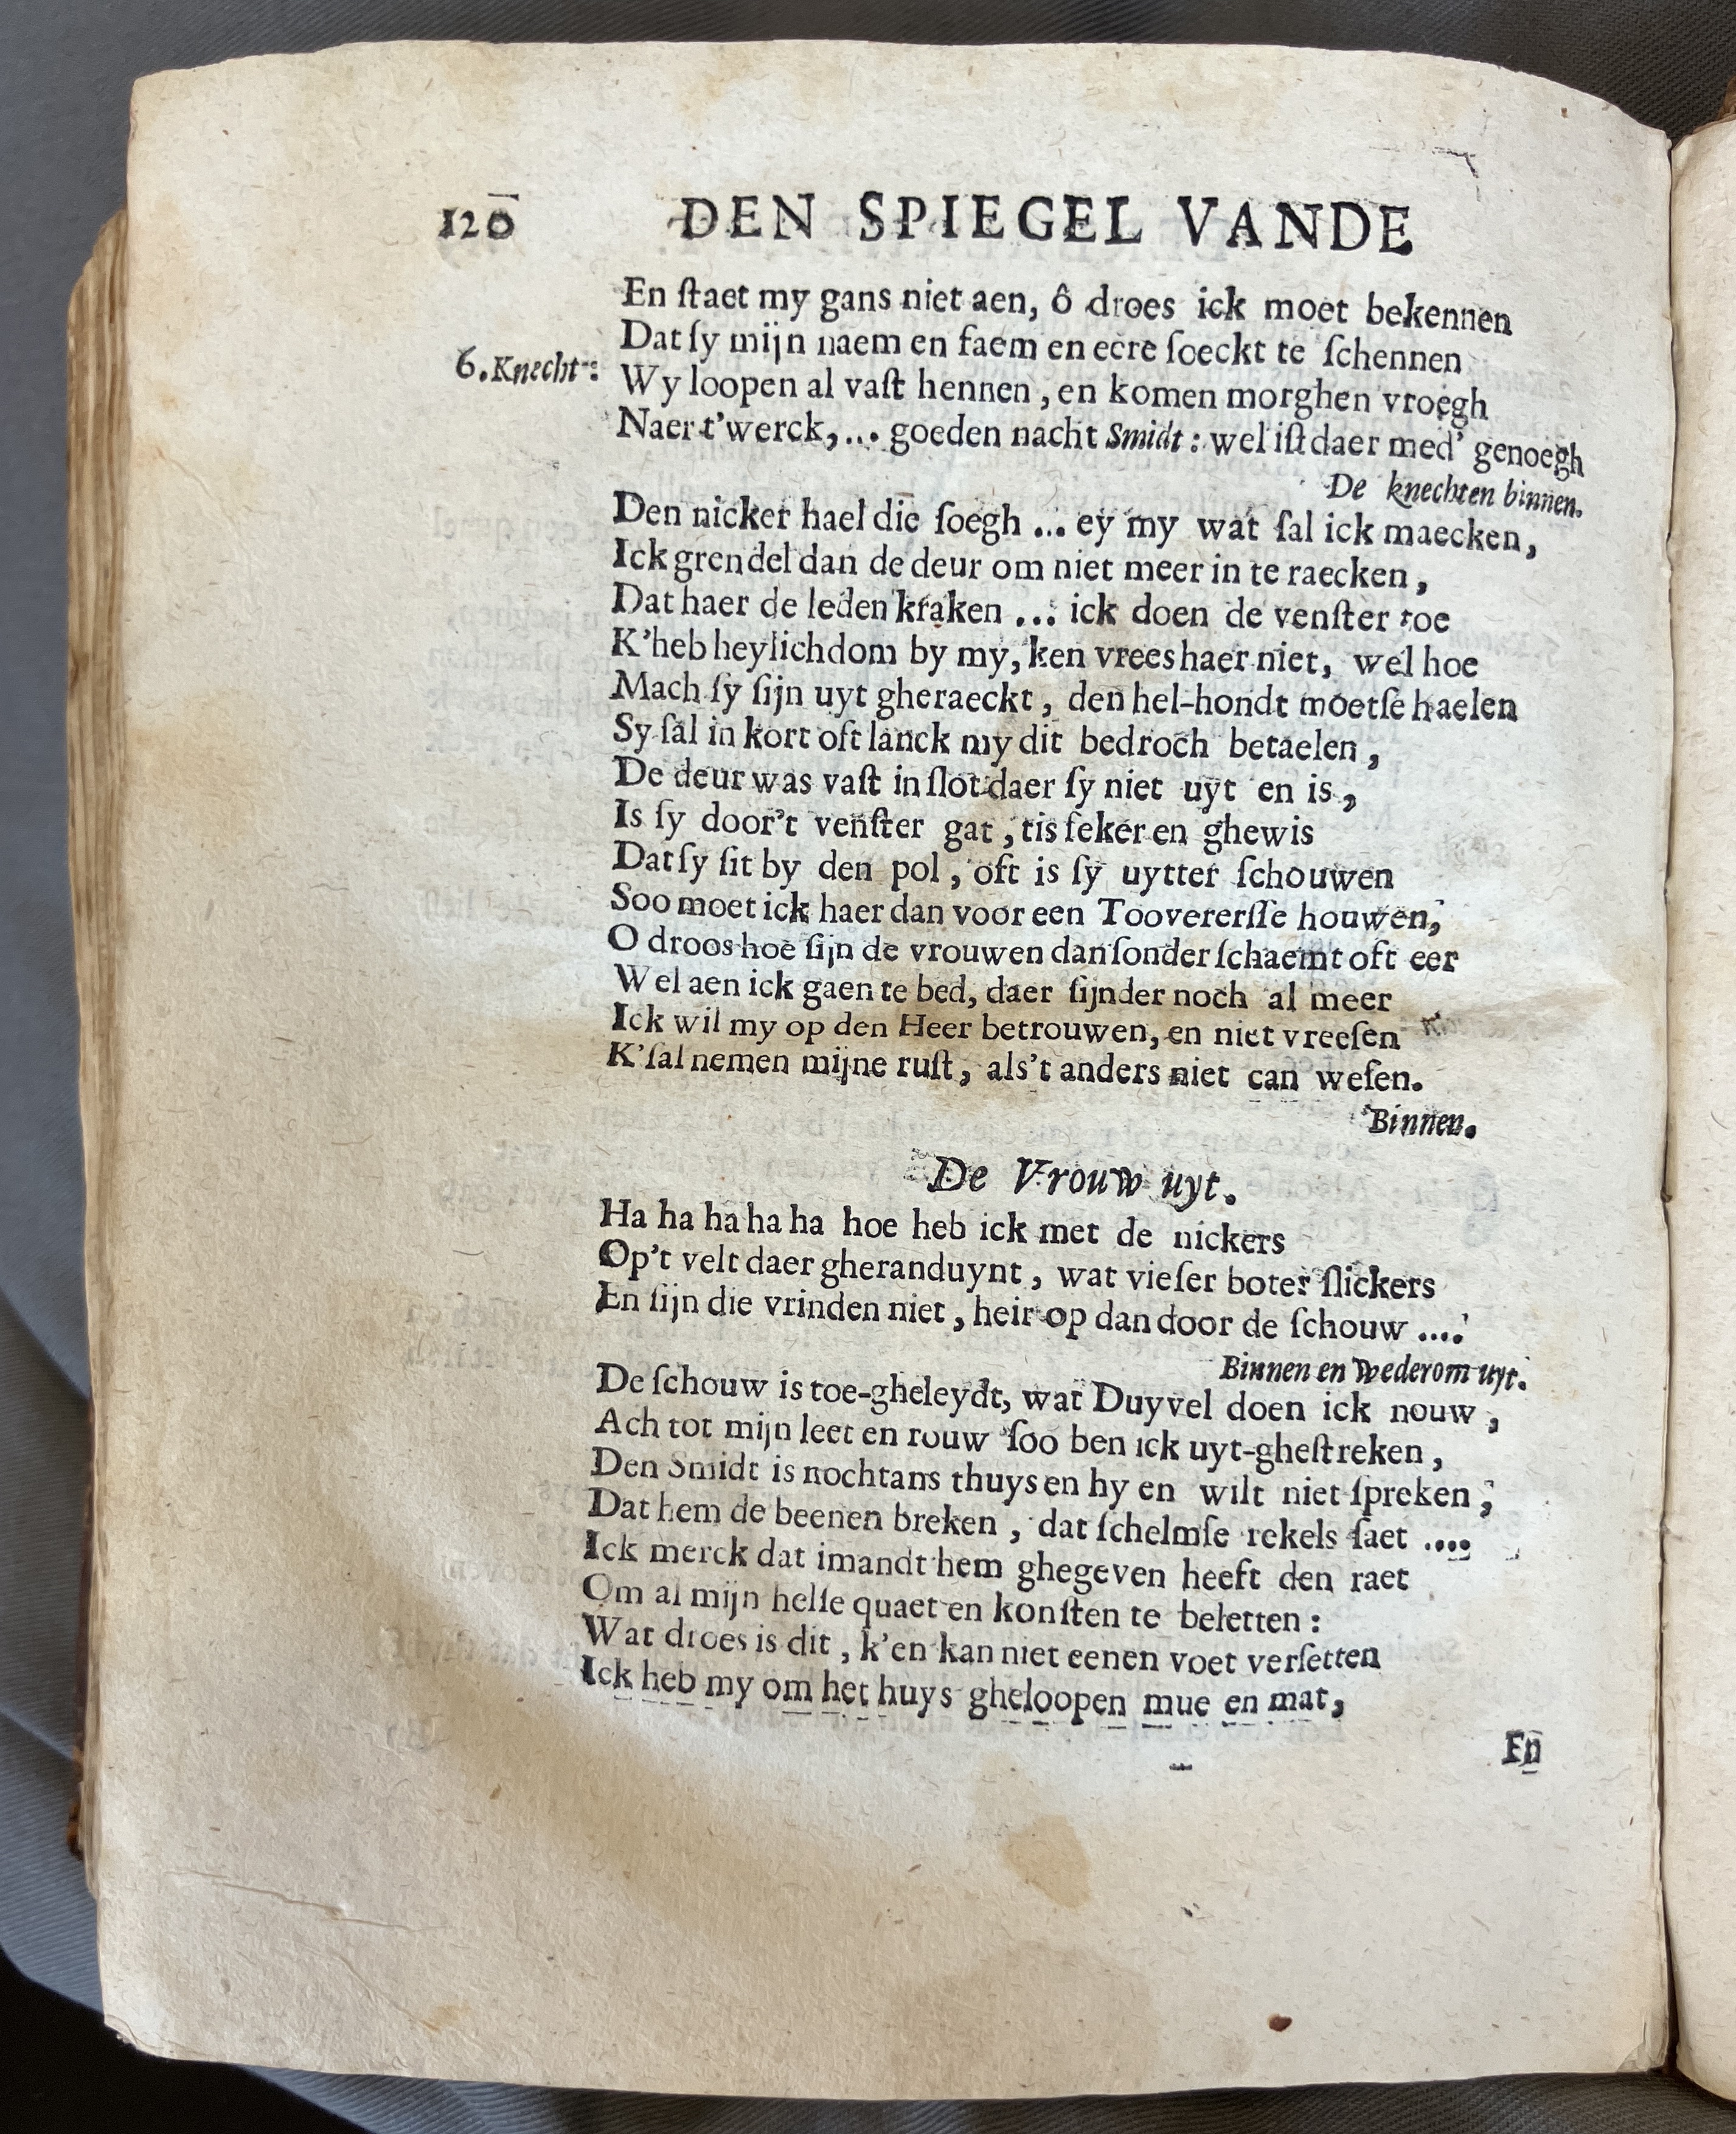 120 DEN SPIEGEL VANDE
En ſtaet my gans niet aen, ô droes ick moet bekennen
Dat ſy mijn naem en faem en eere ſoeckt te ſchennen
6. Knecht: Wy loopen al vaſt hennen, en komen morghen vroegh
Naer t'werck, ... goeden nacht Smidt: wel iſt daer med' genoegh
De knechten binnen.
Den nicker hael die ſoegh ... ey my wat ſal ick maecken,
Ick grendel dan de deur om niet meer in te raecken,
Dat haer de leden kraken ... ick doen de venſter toe
K'heb heylichdom by my, ken vrees haer niet, wel hoe
Mach ſy ſijn uyt gheraeckt, den hel-hondt moetſe haelen
Sy ſal in kort oft lanck my dit bedroch betaelen,
De deur was vaſt in ſlot daer ſy niet uyt en is,
Is ſy door't venſter gat, tis ſeker en ghewis
Dat ſy ſit by den pol, oft is ſy uytter ſchouwen
Soo moet ick haer dan voor een Toovererſſe houwen,
O droos hoe ſijn de vrouwen dan ſonder ſchaemt oft eer
Wel aen ick gaen te bed, daer ſijnder noch al meer
Ick wil my op den Heer betrouwen, en niet vreeſen
K'ſal nemen mijne ruſt, als't anders niet can weſen.
Binnen.
De Vrouw uyt.
Ha ha ha ha ha hoe heb ick met de nickers
Op't velt daer gheranduynt, wat vieſer boter ſlickers
En ſijn die vrinden niet, heir op dan door de ſchouw ....
Binnen en wederom uyt.
De ſchouw is toe-gheleydt, wat Duyvel doen ick nouw,
Ach tot mijn leet en rouw ſoo ben ick uyt-gheſtreken,
Den Smidt is nochtans thuys en hy en wilt niet ſpreken,
Dat hem de beenen breken, dat ſchelmſe rekels ſaet ....
Ick merck dat imandt hem ghegeven heeft den raet
Om al mijn helſe quaet en konſten te beletten:
Wat droes is dit, k'en kan niet eenen voet verſetten
Ick heb my om het huys gheloopen mue en mat,
En